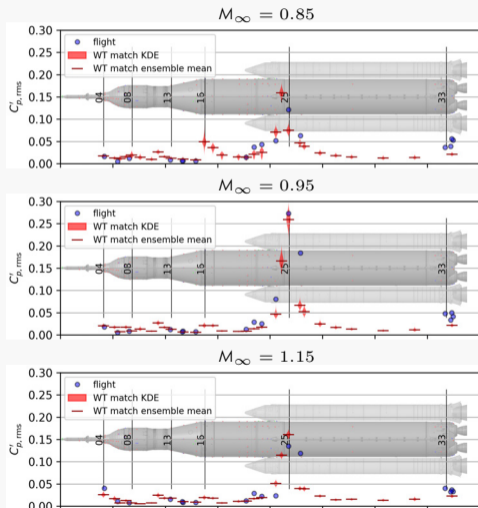 M∞ = 0.85
C′p,rms
0.30
0.25
0.20
0.15
0.10
0.05
0.00
flight
WT match KDE
WT match ensemble mean
04
08
13
16
25
33
M∞ = 0.95
C′p,rms
0.30
0.25
0.20
0.15
0.10
0.05
0.00
flight
WT match KDE
WT match ensemble mean
04
08
13
16
25
33
M∞ = 1.15
C′p,rms
0.30
0.25
0.20
0.15
0.10
0.05
0.00
flight
WT match KDE
WT match ensemble mean
04
08
13
16
25
33